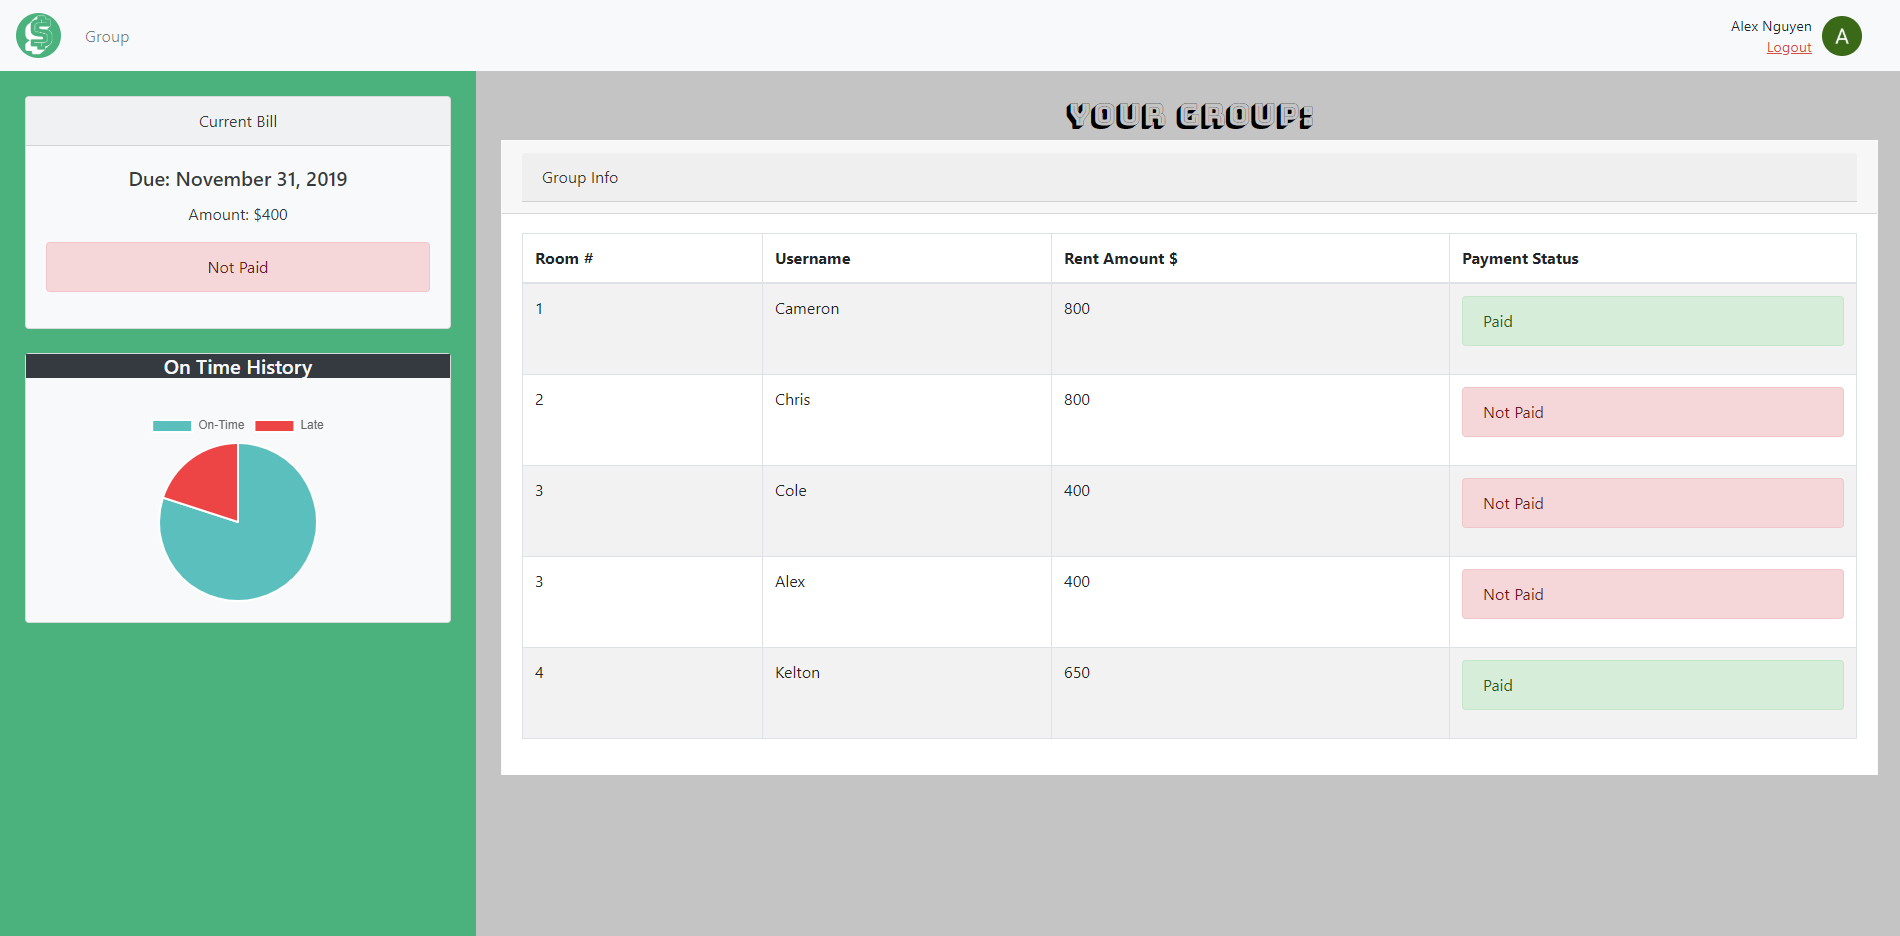 $
Group
Alex Nguyen
Logout
A
Current Bill
Due: November 31, 2019
Amount: $400
Not Paid
On Time History
On-Time Late
YOUR GROUP:
Group Info
Room # Username Rent Amount $ Payment Status
1 Cameron 800 Paid
2 Chris 800 Not Paid
3 Cole 400 Not Paid
3 Alex 400 Not Paid
4 Kelton 650 Paid